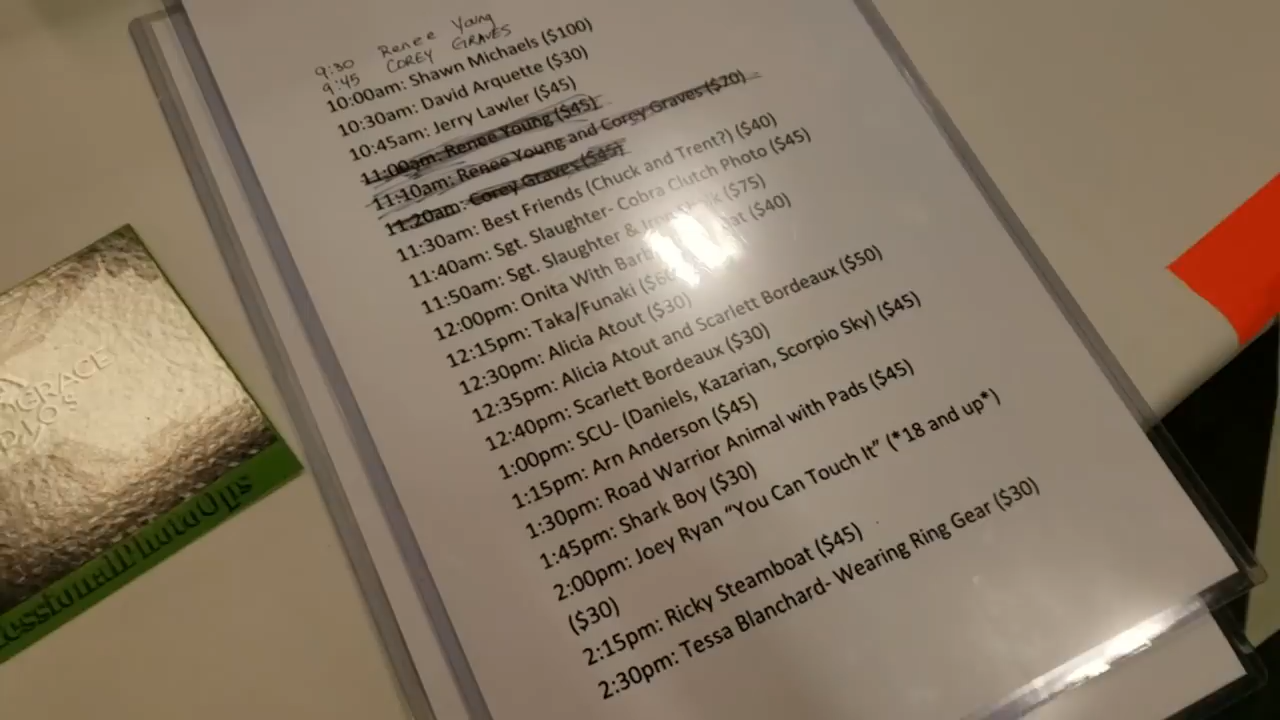 9:30 Renee Young
9:45 COREY GRAVES
10:00am: Shawn Michaels ($100)
10:30am: David Arquette ($30)
10:45am: Jerry Lawler ($45)
11:00am: Renee Young ($45)
11:10am: Renee Young and Corey Graves ($70)
11:20am: Corey Graves ($45)
11:30am: Best Friends (Chuck and Trent?) ($40)
11:40am: Sgt. Slaughter- Cobra Clutch Photo ($45)
11:50am: Sgt. Slaughter & Iron ($75)
12:00pm: Onita With ($40)
12:15pm: Taka/Funaki
12:30pm: Alicia Atout ($30)
12:35pm: Alicia Atout and Scarlett Bordeaux ($50)
12:40pm: Scarlett Bordeaux ($30)
1:00pm: SCU- (Daniels, Kazarian, Scorpio Sky) ($45)
1:15pm: Arn Anderson ($45)
1:30pm: Road Warrior Animal with Pads ($45)
1:45pm: Shark Boy ($30)
2:00pm: Joey Ryan “You Can Touch It” (*18 and up*)
($30)
2:15pm: Ricky Steamboat ($45)
2:30pm: Tessa Blanchard- Wearing Ring Gear ($30)